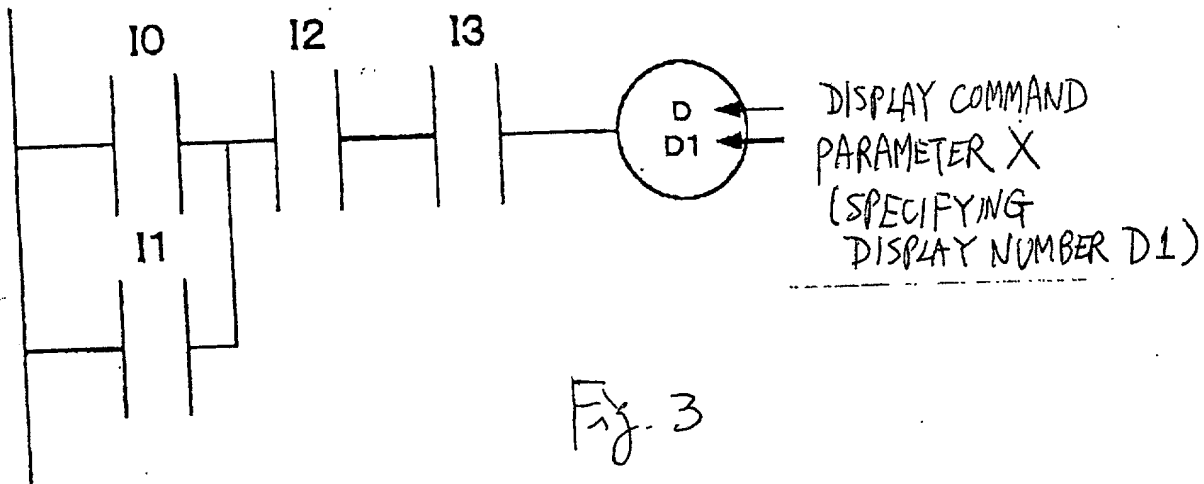 I0
I2
I3
I1
D
D1
DISPLAY COMMAND
PARAMETER X
(SPECIFYING
DISPLAY NUMBER D1)
Fig. 3